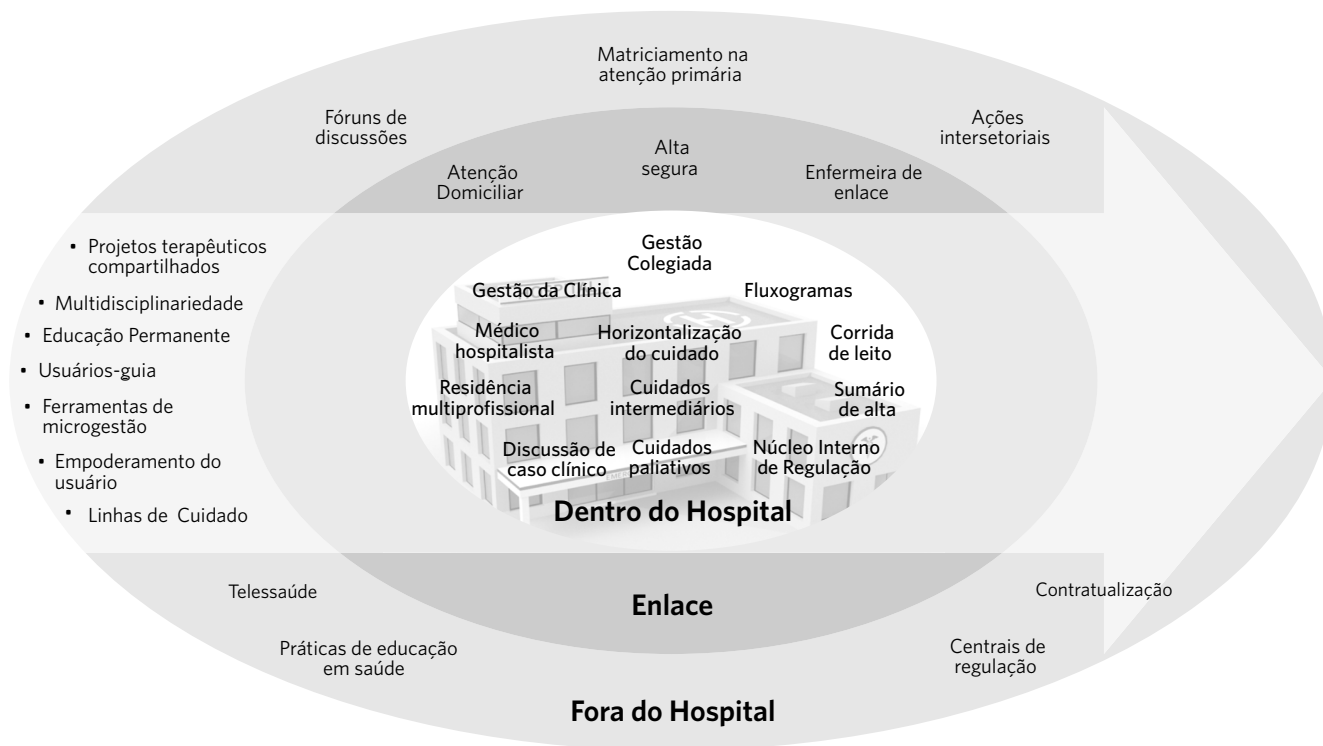 Matriciamento na
atenção primária
Fóruns de
discussões
Ações
intersetoriais
Alta
segura
Atenção
Domiciliar
Enfermeira de
enlace
• Projetos terapêuticos
compartilhados
• Multidisciplinariedade
• Educação Permanente
• Usuários-guia
• Ferramentas de
microgestão
• Empoderamento do
usuário
• Linhas de Cuidado
Gestão
Colegiada
Gestão da Clínica
Fluxogramas
Médico
hospitalista
Horizontalização
do cuidado
Corrida
de leito
Residência
multiprofissional
Cuidados
intermediários
Sumário
de alta
Discussão de
caso clínico
Cuidados
paliativos
Núcleo Interno
de Regulação
Dentro do Hospital
Telessaúde
Enlace
Contratualização
Práticas de educação
em saúde
Centrais de
regulação
Fora do Hospital